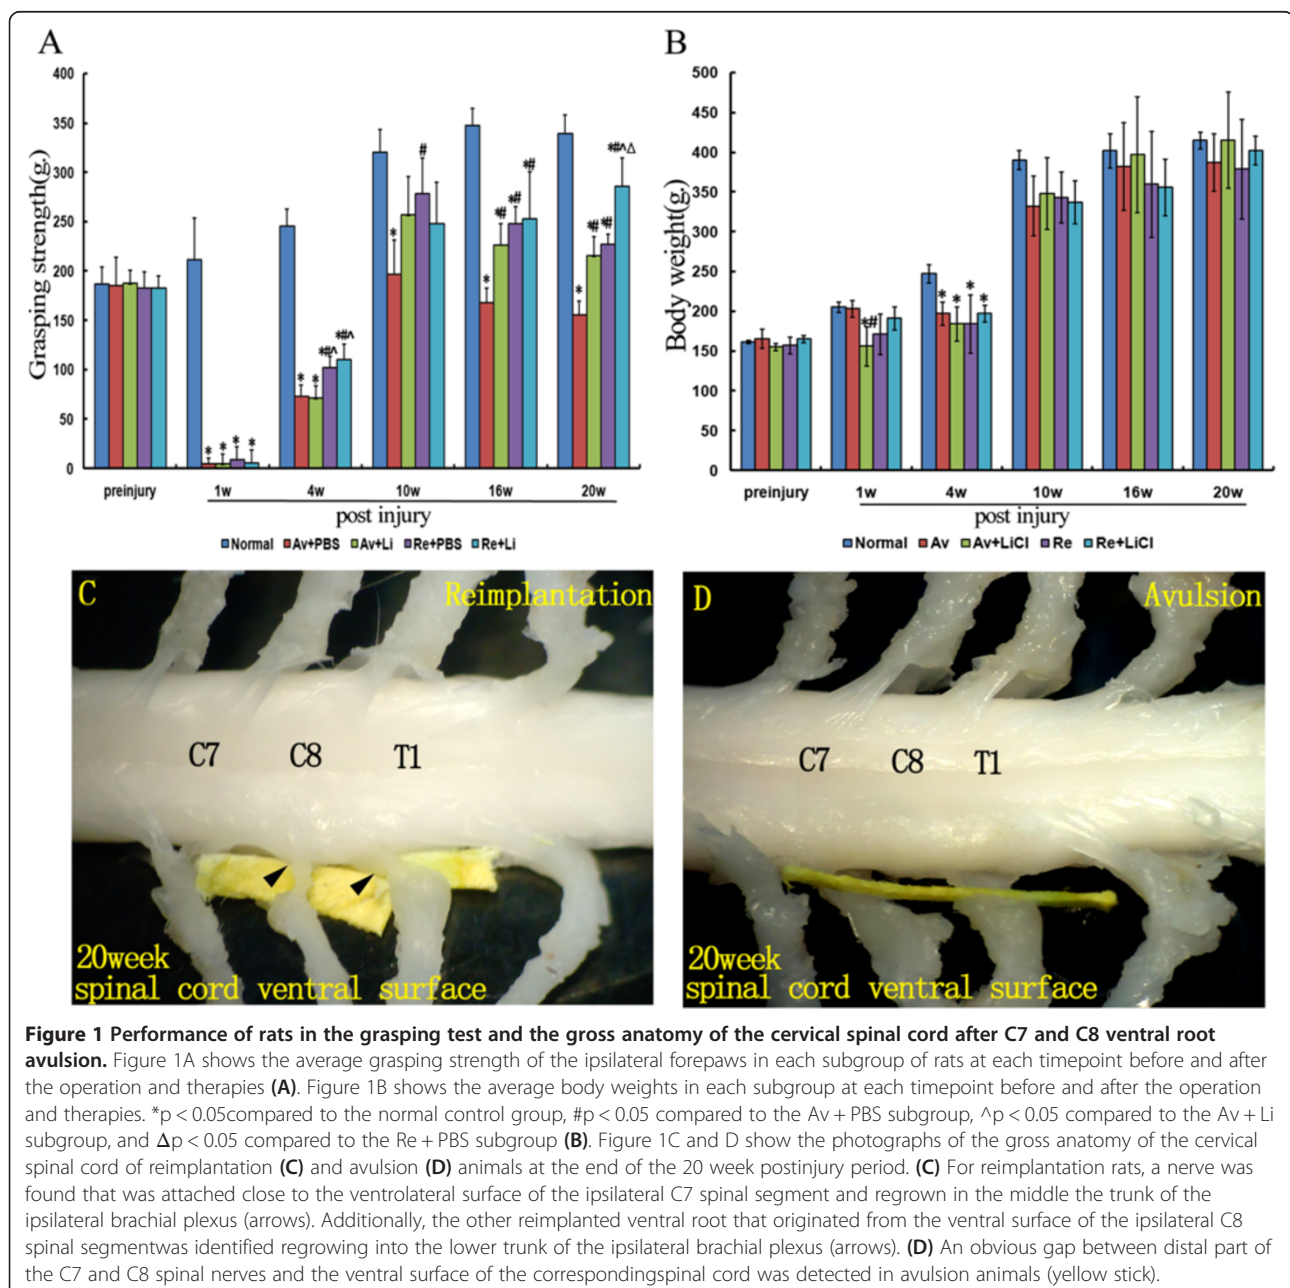 A
B
400
350
300
250
200
150
100
50
0
Grasping strength(g.)
* * * *
* * *#^ *#^
* #
* *# *# *#
* *# *# *#^Δ
preinjury 1w 4w 10w 16w 20w
post injury
Normal Av+PBS Av+Li Re+PBS Re+Li
500
450
400
350
300
250
200
150
100
50
0
Body weight(g.)
*#
* * * *
preinjury 1w 4w 10w 16w 20w
post injury
Normal Av Av+LiCl Re Re+LiCl
C Reimplantation
C7 C8 T1
20week
spinal cord ventral surface
D Avulsion
C7 C8 T1
20week
spinal cord ventral surface
Figure 1 Performance of rats in the grasping test and the gross anatomy of the cervical spinal cord after C7 and C8 ventral root
avulsion. Figure 1A shows the average grasping strength of the ipsilateral forepaws in each subgroup of rats at each timepoint before and after
the operation and therapies (A). Figure 1B shows the average body weights in each subgroup at each timepoint before and after the operation
and therapies. *p < 0.05compared to the normal control group, #p < 0.05 compared to the Av + PBS subgroup, ^p < 0.05 compared to the Av + Li
subgroup, and Δp < 0.05 compared to the Re + PBS subgroup (B). Figure 1C and D show the photographs of the gross anatomy of the cervical
spinal cord of reimplantation (C) and avulsion (D) animals at the end of the 20 week postinjury period. (C) For reimplantation rats, a nerve was
found that was attached close to the ventrolateral surface of the ipsilateral C7 spinal segment and regrown in the middle the trunk of the
ipsilateral brachial plexus (arrows). Additionally, the other reimplanted ventral root that originated from the ventral surface of the ipsilateral C8
spinal segmentwas identified regrowing into the lower trunk of the ipsilateral brachial plexus (arrows). (D) An obvious gap between distal part of
the C7 and C8 spinal nerves and the ventral surface of the correspondingspinal cord was detected in avulsion animals (yellow stick).